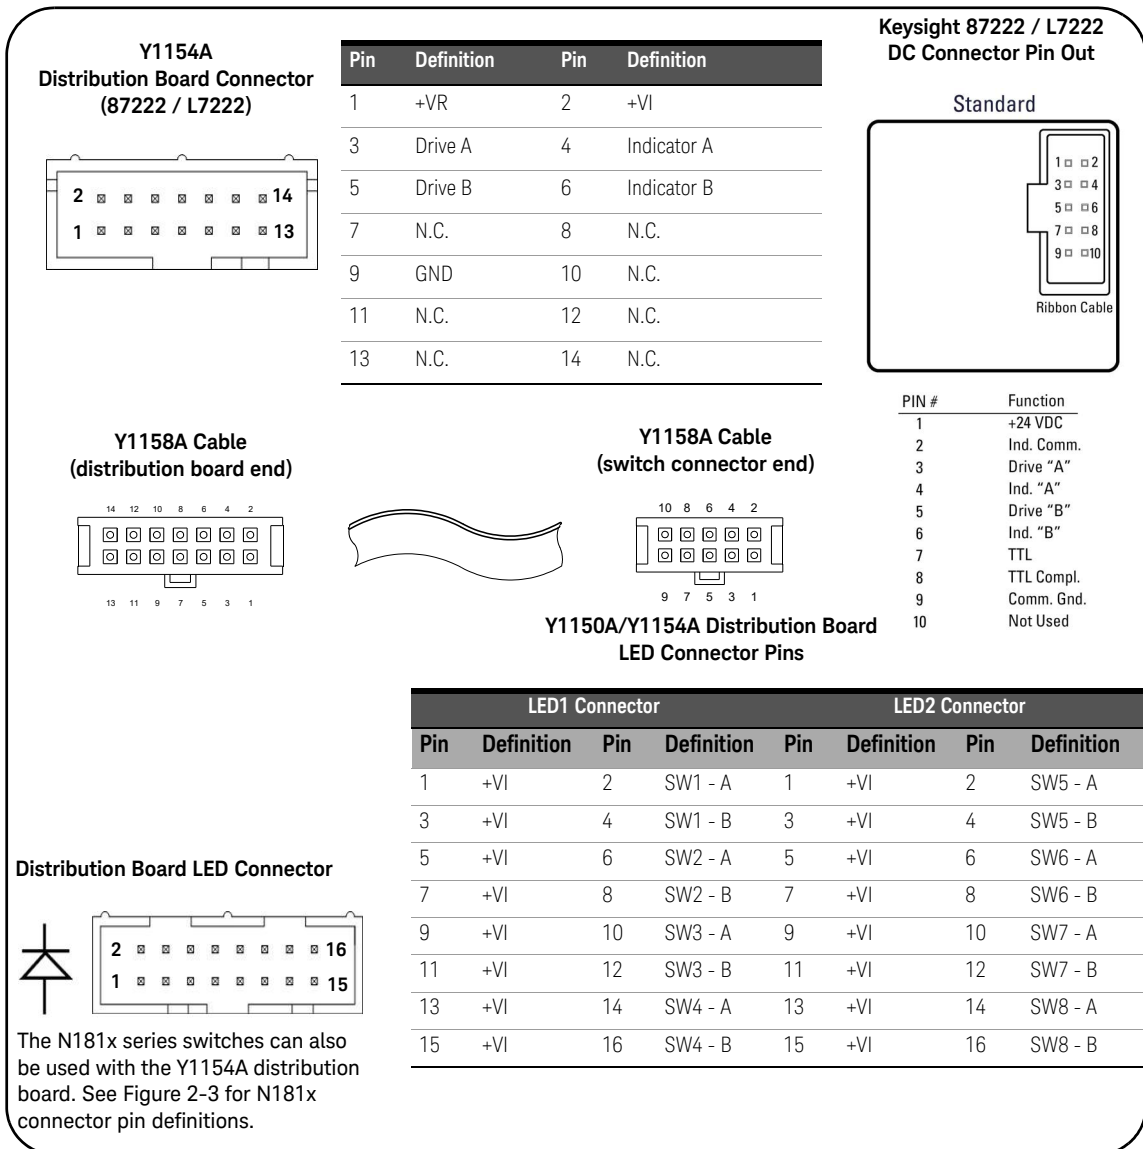 Y1154A
Distribution Board Connector
(87222 / L7222)
2 14
1 13
Pin Definition Pin Definition
1 +VR 2 +VI
3 Drive A 4 Indicator A
5 Drive B 6 Indicator B
7 N.C. 8 N.C.
9 GND 10 N.C.
11 N.C. 12 N.C.
13 N.C. 14 N.C.
Keysight 87222 / L7222
DC Connector Pin Out
Standard
1 2
3 4
5 6
7 8
9 10
Ribbon Cable
PIN # Function
1 +24 VDC
2 Ind. Comm.
3 Drive "A"
4 Ind. "A"
5 Drive "B"
6 Ind. "B"
7 TTL
8 TTL Compl.
9 Comm. Gnd.
10 Not Used
Y1158A Cable
(distribution board end)
14 12 10 8 6 4 2
13 11 9 7 5 3 1
Y1158A Cable
(switch connector end)
10 8 6 4 2
9 7 5 3 1
Y1150A/Y1154A Distribution Board
LED Connector Pins
LED1 Connector LED2 Connector
Pin Definition Pin Definition Pin Definition Pin Definition
1 +VI 2 SW1 - A 1 +VI 2 SW5 - A
3 +VI 4 SW1 - B 3 +VI 4 SW5 - B
5 +VI 6 SW2 - A 5 +VI 6 SW6 - A
7 +VI 8 SW2 - B 7 +VI 8 SW6 - B
9 +VI 10 SW3 - A 9 +VI 10 SW7 - A
11 +VI 12 SW3 - B 11 +VI 12 SW7 - B
13 +VI 14 SW4 - A 13 +VI 14 SW8 - A
15 +VI 16 SW4 - B 15 +VI 16 SW8 - B
Distribution Board LED Connector
2 16
1 15
The N181x series switches can also
be used with the Y1154A distribution
board. See Figure 2-3 for N181x
connector pin definitions.